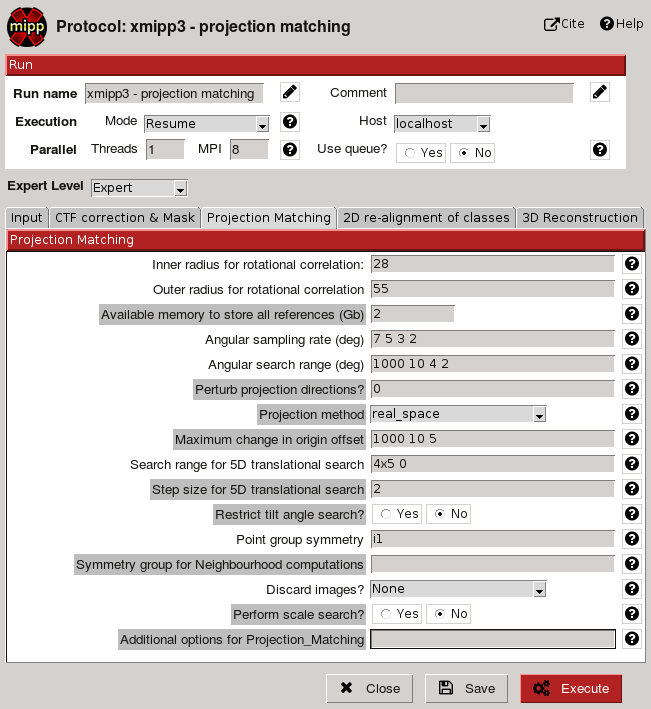 mipp
Protocol: xmipp3 - projection matching
Cite
Help
Run
Run name xmipp3 - projection matching Comment
Execution Mode Resume Host localhost
Parallel Threads 1 MPI 8 Use queue? Yes No
Expert Level Expert
Input CTF correction & Mask Projection Matching 2D re-alignment of classes 3D Reconstruction
Projection Matching
Inner radius for rotational correlation: 28
Outer radius for rotational correlation 55
Available memory to store all references (Gb) 2
Angular sampling rate (deg) 7 5 3 2
Angular search range (deg) 1000 10 4 2
Perturb projection directions? 0
Projection method real_space
Maximum change in origin offset 1000 10 5
Search range for 5D translational search 4x5 0
Step size for 5D translational search 2
Restrict tilt angle search? Yes No
Point group symmetry i1
Symmetry group for Neighbourhood computations
Discard images? None
Perform scale search? Yes No
Additional options for Projection_Matching
Close Save Execute